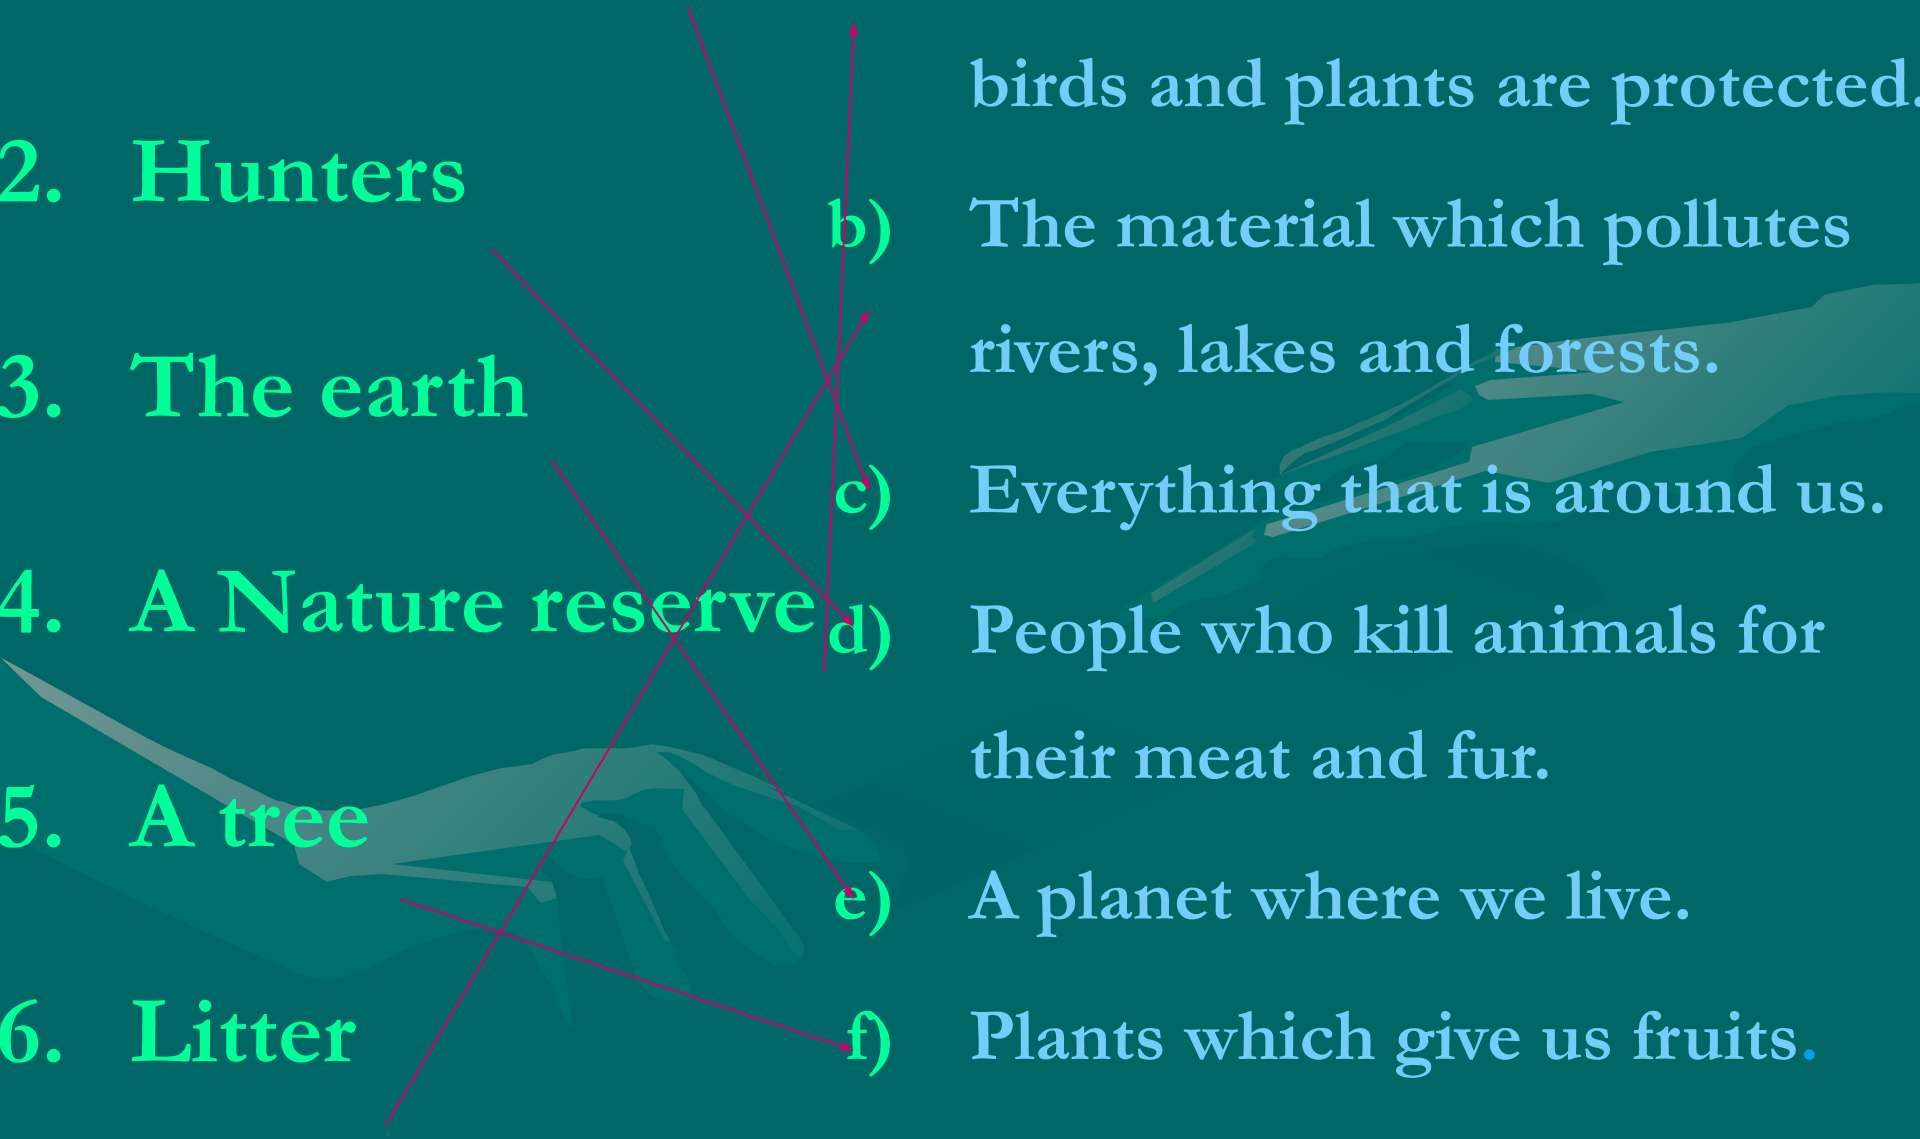 2. Hunters
3. The earth
4. A Nature reserve
5. A tree
6. Litter
birds and plants are protected.
b) The material which pollutes
rivers, lakes and forests.
c) Everything that is around us.
d) People who kill animals for
their meat and fur.
e) A planet where we live.
f) Plants which give us fruits.